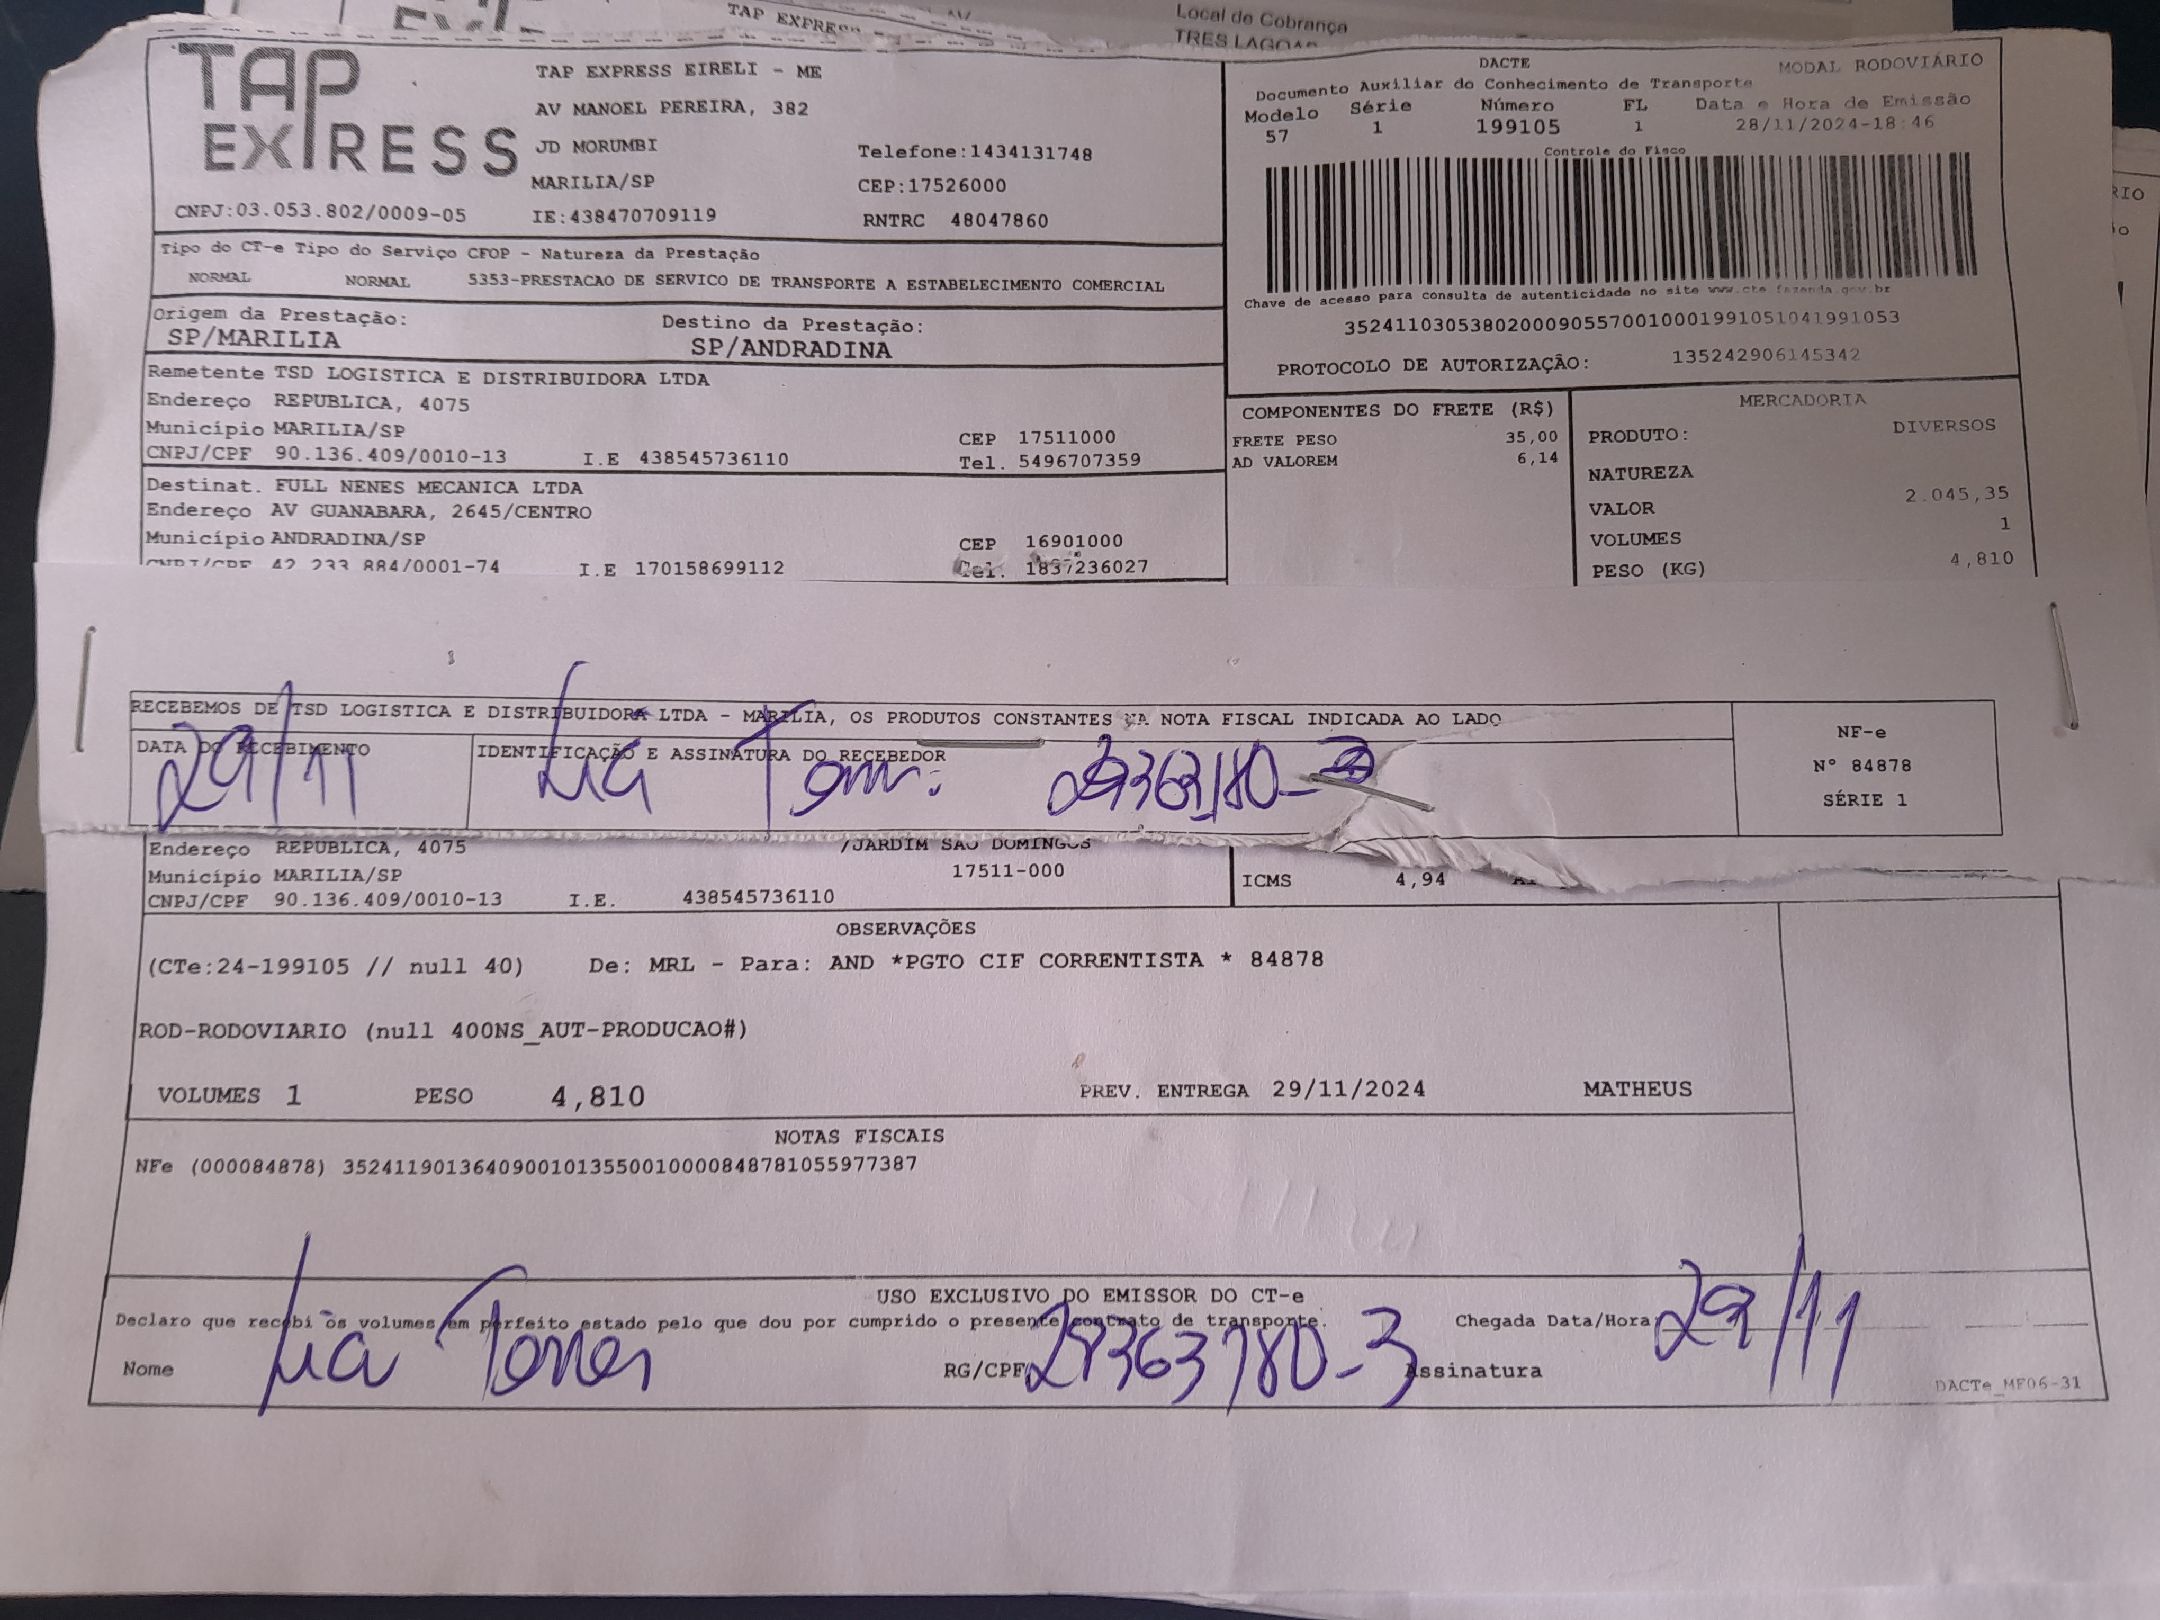 TAP EXPRESS
Local de Cobrança
TRES LAGOAS
TAP EXPRESS
TAP EXPRESS EIRELI - ME
AV MANOEL PEREIRA, 382
JD MORUMBI
Telefone:1434131748
MARILIA/SP
CEP:17526000
CNPJ:03.053.802/0009-05
IE:438470709119
RNTRC 48047860
DACTE
MODAL RODOVIÁRIO
Documento Auxiliar do Conhecimento de Transporte
Modelo Série Número FL Data e Hora de Emissão
57 1 199105 1 28/11/2024-18:46
Controle do Fisco
Chave de acesso para consulta de autenticidade no site www.cte.fazenda.gov.br
35241103053802000905570010001991051041991053
PROTOCOLO DE AUTORIZAÇÃO: 135242906145342
Tipo do CT-e Tipo do Serviço CFOP - Natureza da Prestação
NORMAL NORMAL 5353-PRESTACAO DE SERVICO DE TRANSPORTE A ESTABELECIMENTO COMERCIAL
Origem da Prestação: Destino da Prestação:
SP/MARILIA SP/ANDRADINA
Remetente TSD LOGISTICA E DISTRIBUIDORA LTDA
Endereço REPUBLICA, 4075
Município MARILIA/SP CEP 17511000
CNPJ/CPF 90.136.409/0010-13 I.E 438545736110 Tel. 5496707359
Destinat. FULL NENES MECANICA LTDA
Endereço AV GUANABARA, 2645/CENTRO
Município ANDRADINA/SP CEP 16901000
CNPJ/CPF 42.233.884/0001-74 I.E 170158699112 Tel. 1837236027
COMPONENTES DO FRETE (R$)
FRETE PESO 35,00
AD VALOREM 6,14
MERCADORIA
PRODUTO: DIVERSOS
NATUREZA
VALOR 2.045,35
VOLUMES 1
PESO (KG) 4,810
RECEBEMOS DE TSD LOGISTICA E DISTRIBUIDORA LTDA - MARILIA, OS PRODUTOS CONSTANTES NA NOTA FISCAL INDICADA AO LADO
DATA DO RECEBIMENTO
29/11
IDENTIFICAÇÃO E ASSINATURA DO RECEBEDOR
NF-e
N° 84878
SÉRIE 1
Endereço REPUBLICA, 4075 /JARDIM SAO DOMINGOS
Município MARILIA/SP 17511-000
CNPJ/CPF 90.136.409/0010-13 I.E. 438545736110
ICMS 4,94
OBSERVAÇÕES
(CTe:24-199105 // null 40) De: MRL - Para: AND *PGTO CIF CORRENTISTA * 84878
ROD-RODOVIARIO (null 400NS_AUT-PRODUCAO#)
VOLUMES 1 PESO 4,810 PREV. ENTREGA 29/11/2024 MATHEUS
NOTAS FISCAIS
NFe (000084878) 35241190136409001013550010000848781055977387
USO EXCLUSIVO DO EMISSOR DO CT-e
Declaro que recebi os volumes em perfeito estado pelo que dou por cumprido o presente contrato de transporte. Chegada Data/Hora 29/11
Nome RG/CPF Assinatura
DACTe_MF06-31